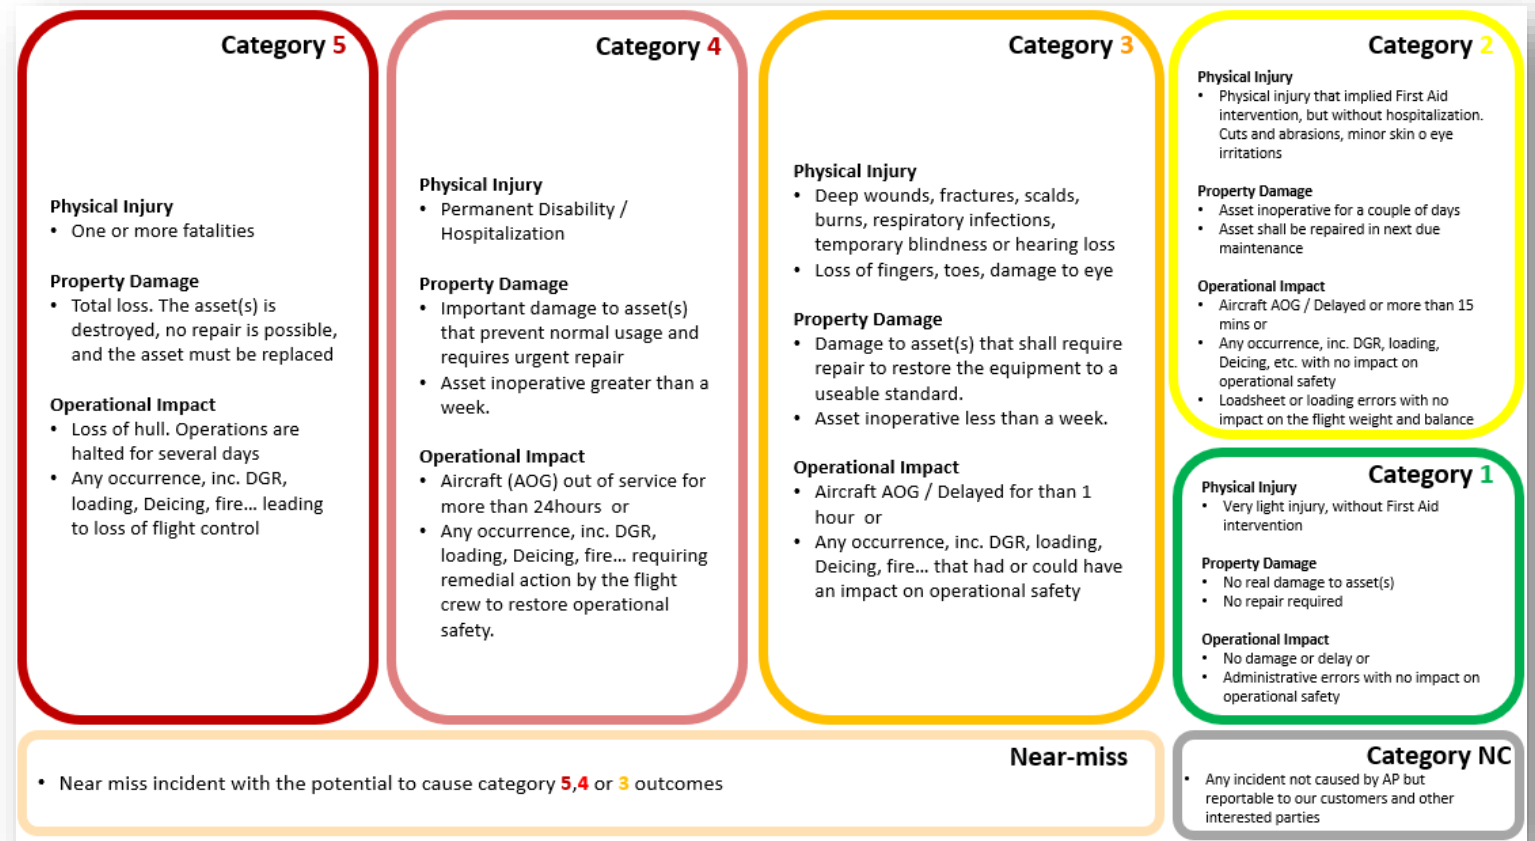 Category 5
Physical Injury
• One or more fatalities
Property Damage
• Total loss. The asset(s) is
destroyed, no repair is possible,
and the asset must be replaced
Operational Impact
• Loss of hull. Operations are
halted for several days
• Any occurrence, inc. DGR,
loading, Deicing, fire... leading
to loss of flight control
Category 4
Physical Injury
• Permanent Disability /
Hospitalization
Property Damage
• Important damage to asset(s)
that prevent normal usage and
requires urgent repair
• Asset inoperative greater than a
week.
Operational Impact
• Aircraft (AOG) out of service for
more than 24hours or
• Any occurrence, inc. DGR,
loading, Deicing, fire... requiring
remedial action by the flight
crew to restore operational
safety.
Category 3
Physical Injury
• Deep wounds, fractures, scalds,
burns, respiratory infections,
temporary blindness or hearing loss
• Loss of fingers, toes, damage to eye
Property Damage
• Damage to asset(s) that shall require
repair to restore the equipment to a
useable standard.
• Asset inoperative less than a week.
Operational Impact
• Aircraft AOG / Delayed for than 1
hour or
• Any occurrence, inc. DGR, loading,
Deicing, fire... that had or could have
an impact on operational safety
Category 2
Physical Injury
• Physical injury that implied First Aid
intervention, but without hospitalization.
Cuts and abrasions, minor skin o eye
irritations
Property Damage
• Asset inoperative for a couple of days
• Asset shall be repaired in next due
maintenance
Operational Impact
• Aircraft AOG / Delayed or more than 15
mins or
• Any occurrence, inc. DGR, loading,
Deicing, etc. with no impact on
operational safety
• Loadsheet or loading errors with no
impact on the flight weight and balance
Category 1
Physical Injury
• Very light injury, without First Aid
intervention
Property Damage
• No real damage to asset(s)
• No repair required
Operational Impact
• No damage or delay or
• Administrative errors with no impact on
operational safety
Near-miss
• Near miss incident with the potential to cause category 5,4 or 3 outcomes
Category NC
• Any incident not caused by AP but
reportable to our customers and other
interested parties